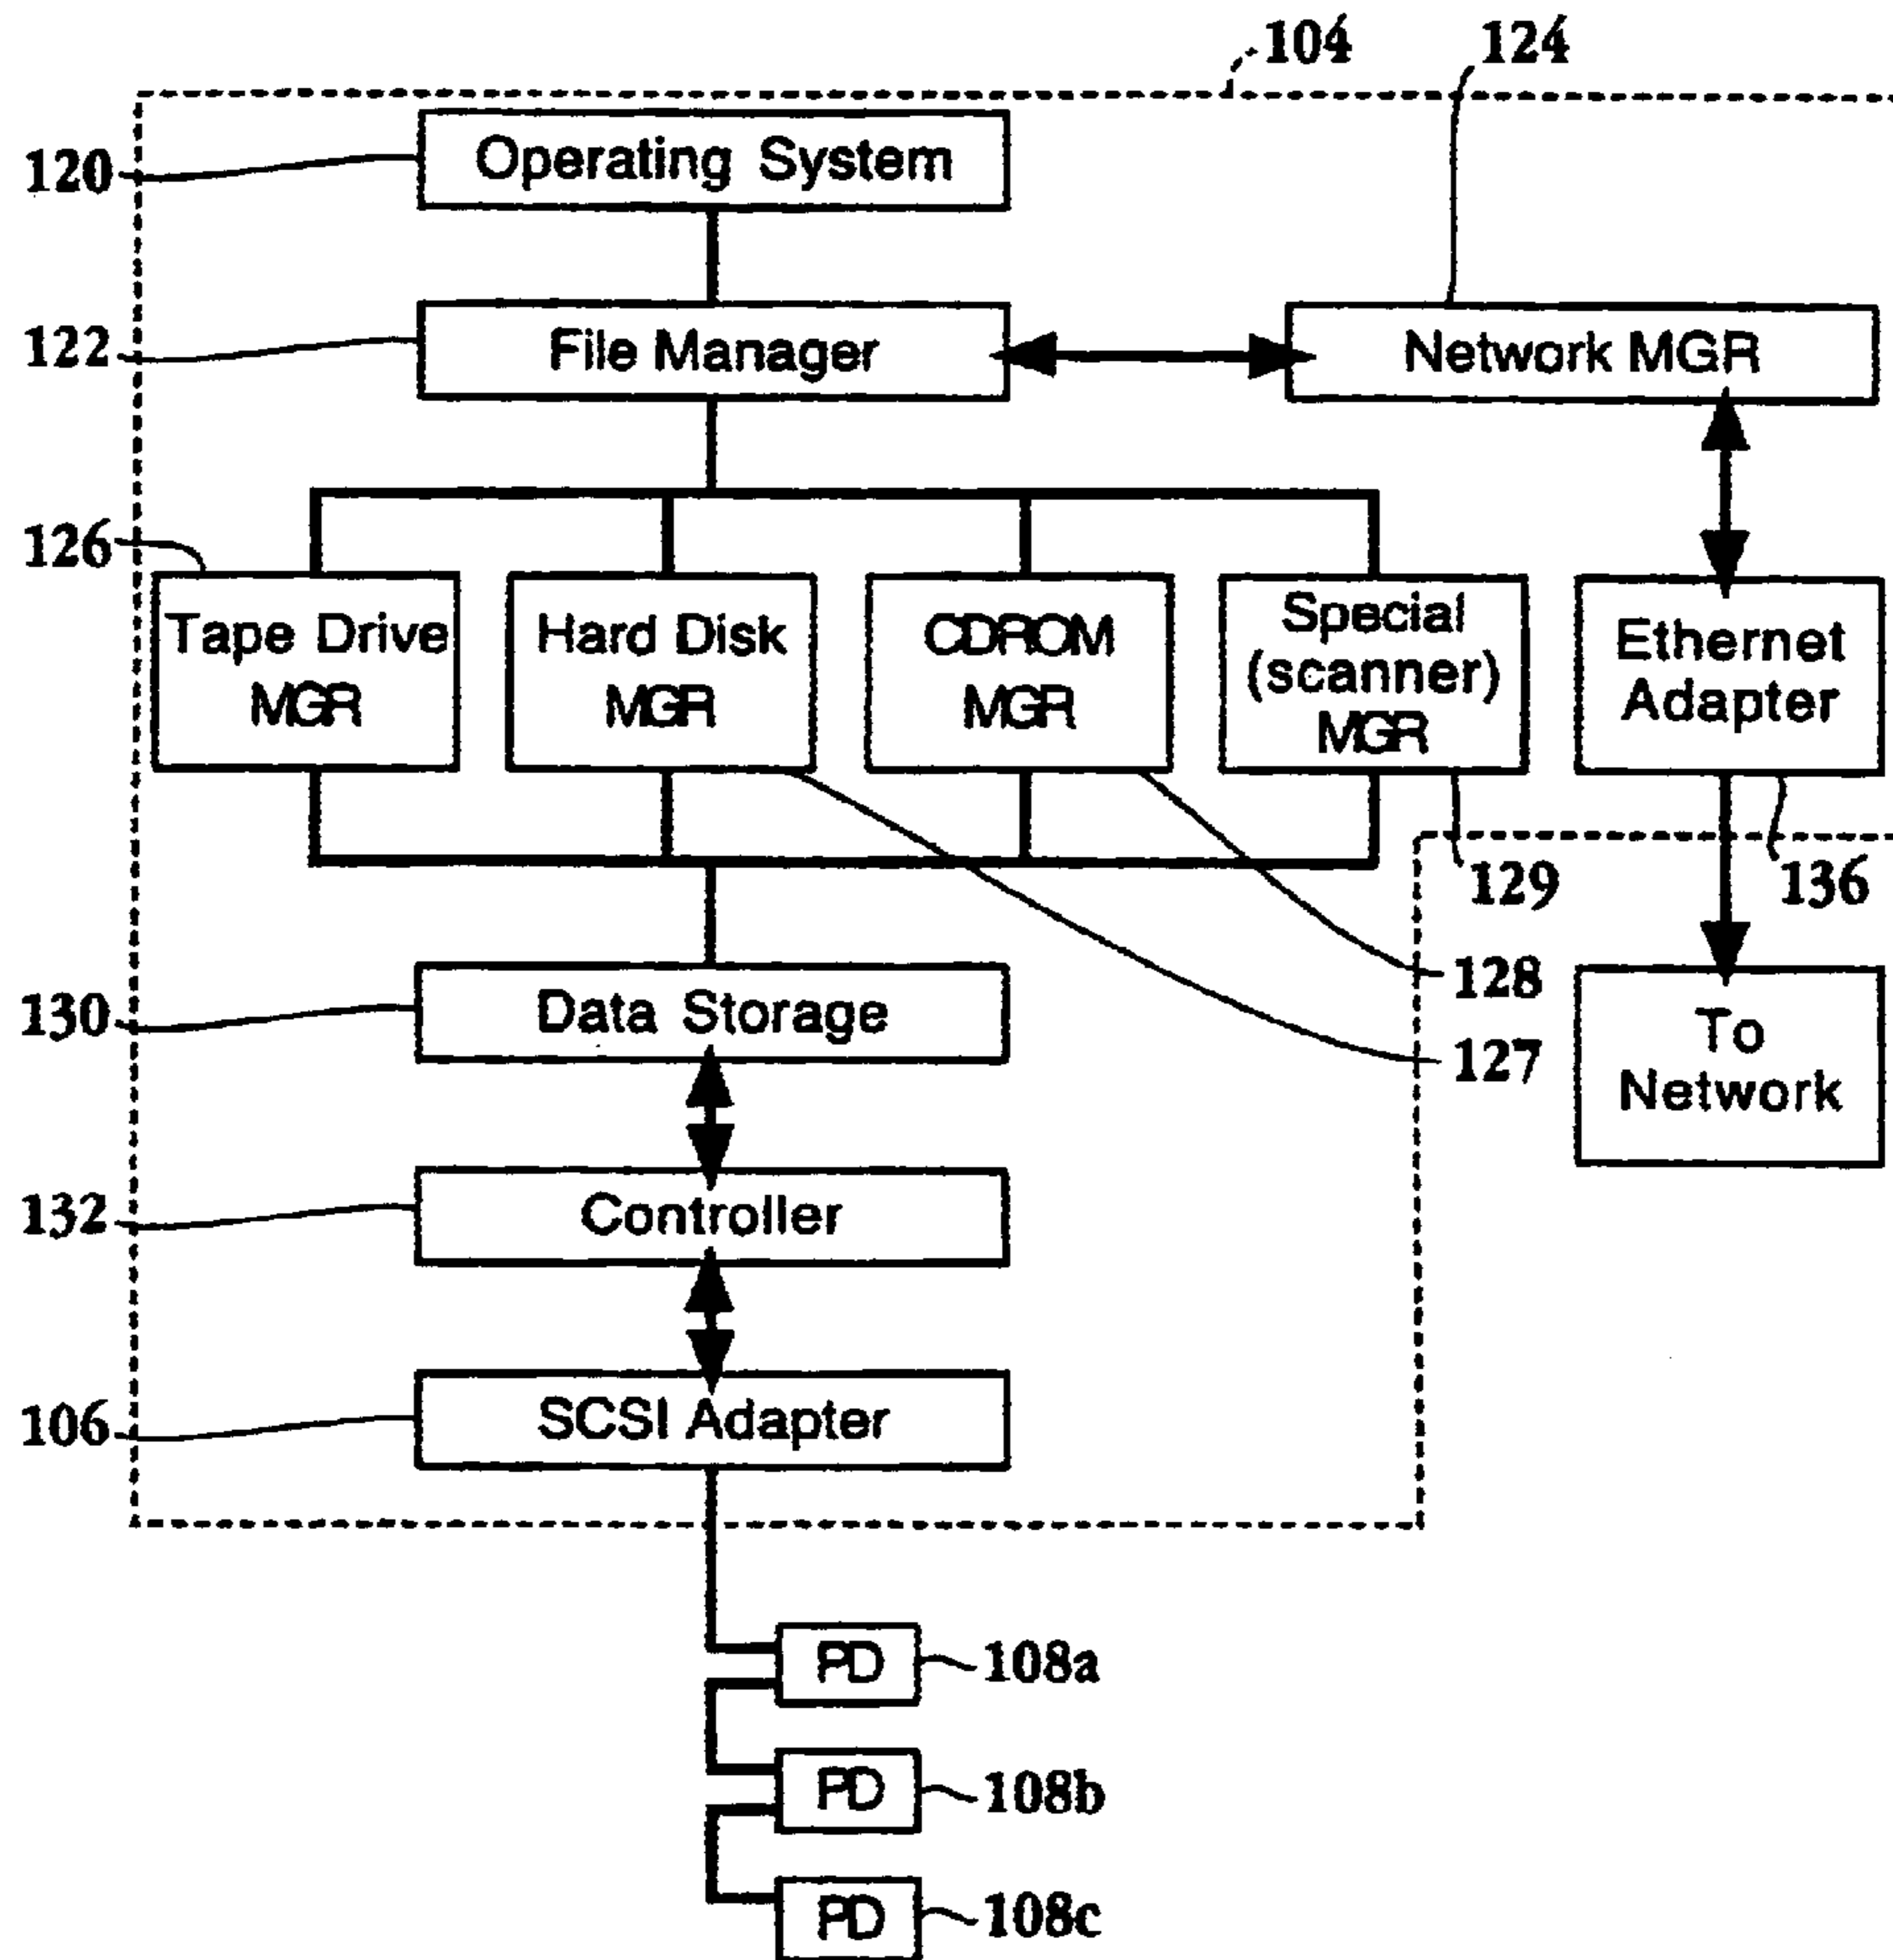 104
124
120
Operating System
122
File Manager
Network MGR
126
Tape Drive
MGR
Hard Disk
MGR
CDROM
MGR
Special
(scanner)
MGR
Ethernet
Adapter
129
136
128
127
130
Data Storage
To
Network
132
Controller
106
SCSI Adapter
PD
108a
PD
108b
PD
108c